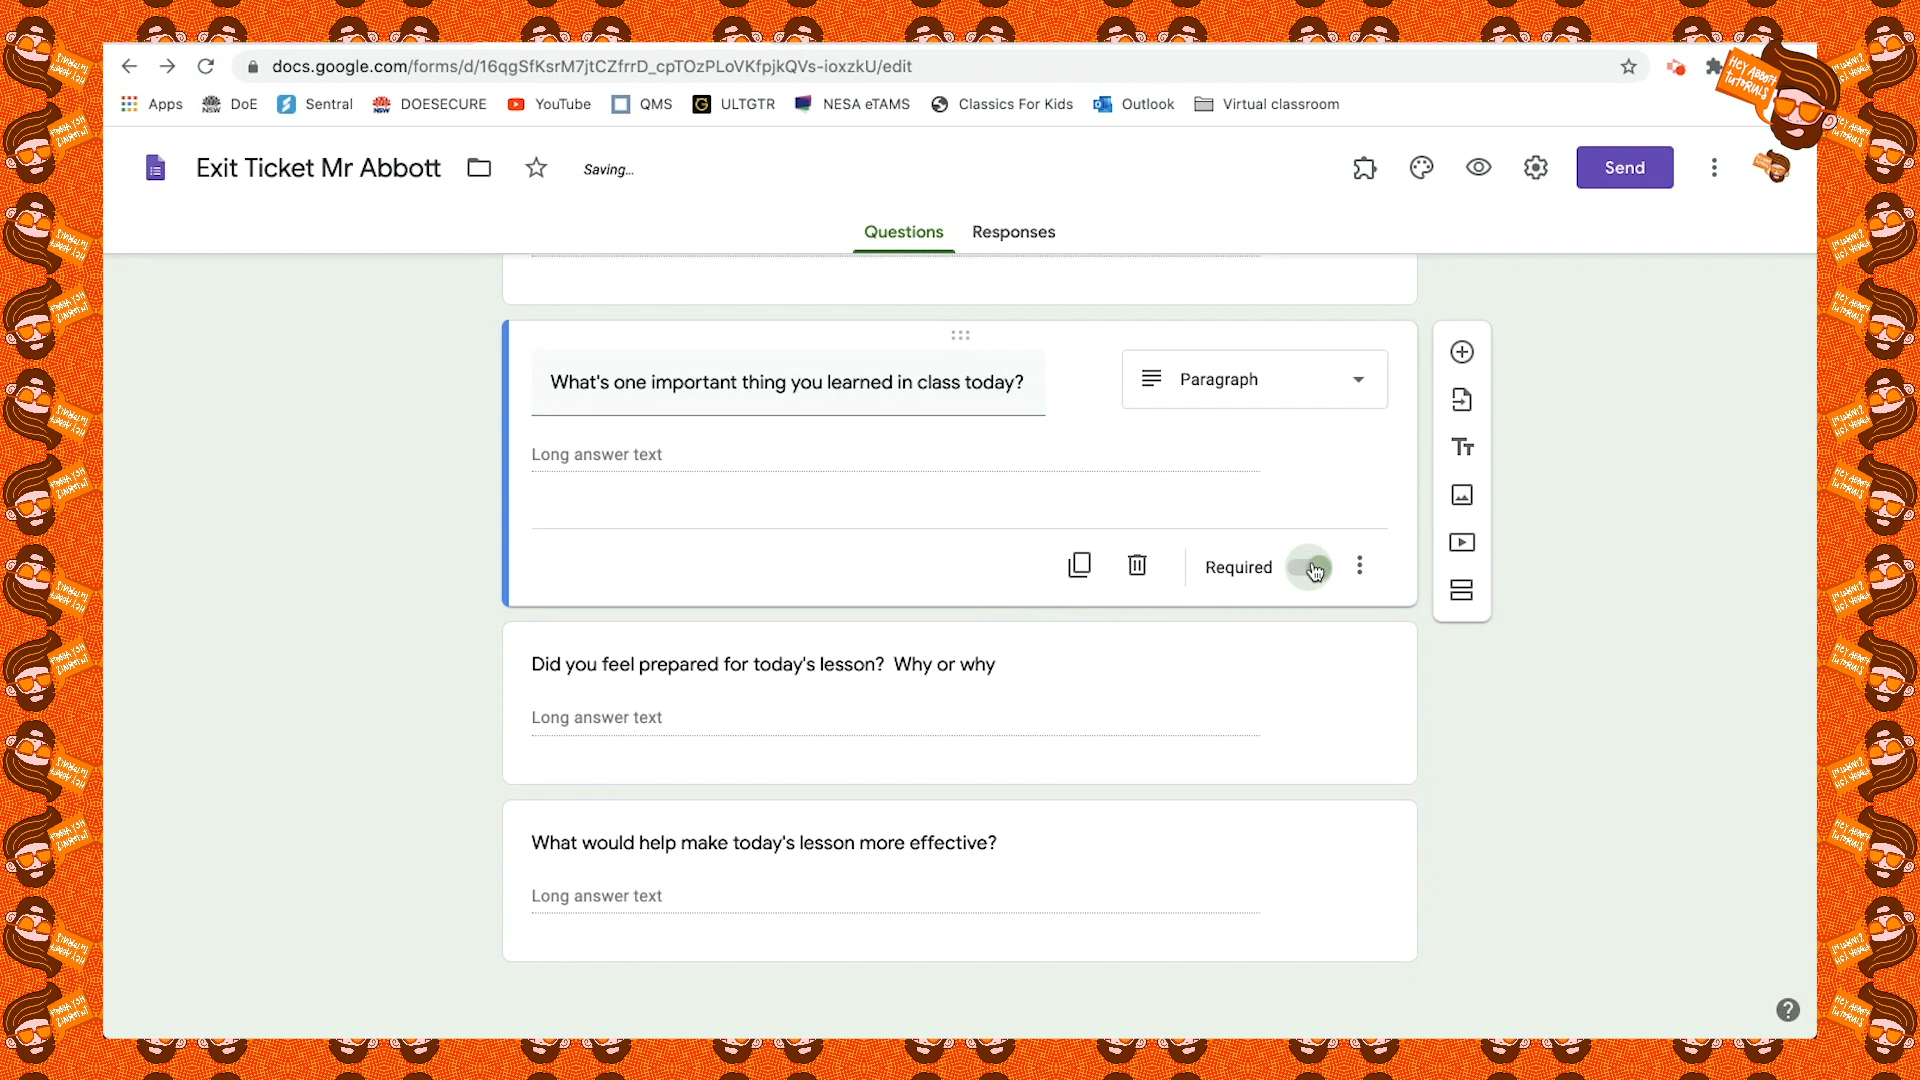 docs.google.com/forms/d/16qgSfKsrM7jtCZfrrD_cpTOzPLoVKfpjkQVs-ioxzkU/edit
HEY ABBOTT TUTORIALS
Apps DoE Sentral DOESECURE YouTube QMS ULTGTR NESA eTAMS Classics For Kids Outlook Virtual classroom
Exit Ticket Mr Abbott Saving... Send
Questions Responses
What's one important thing you learned in class today? Paragraph
Long answer text
Required
Did you feel prepared for today's lesson?  Why or why
Long answer text
What would help make today's lesson more effective?
Long answer text